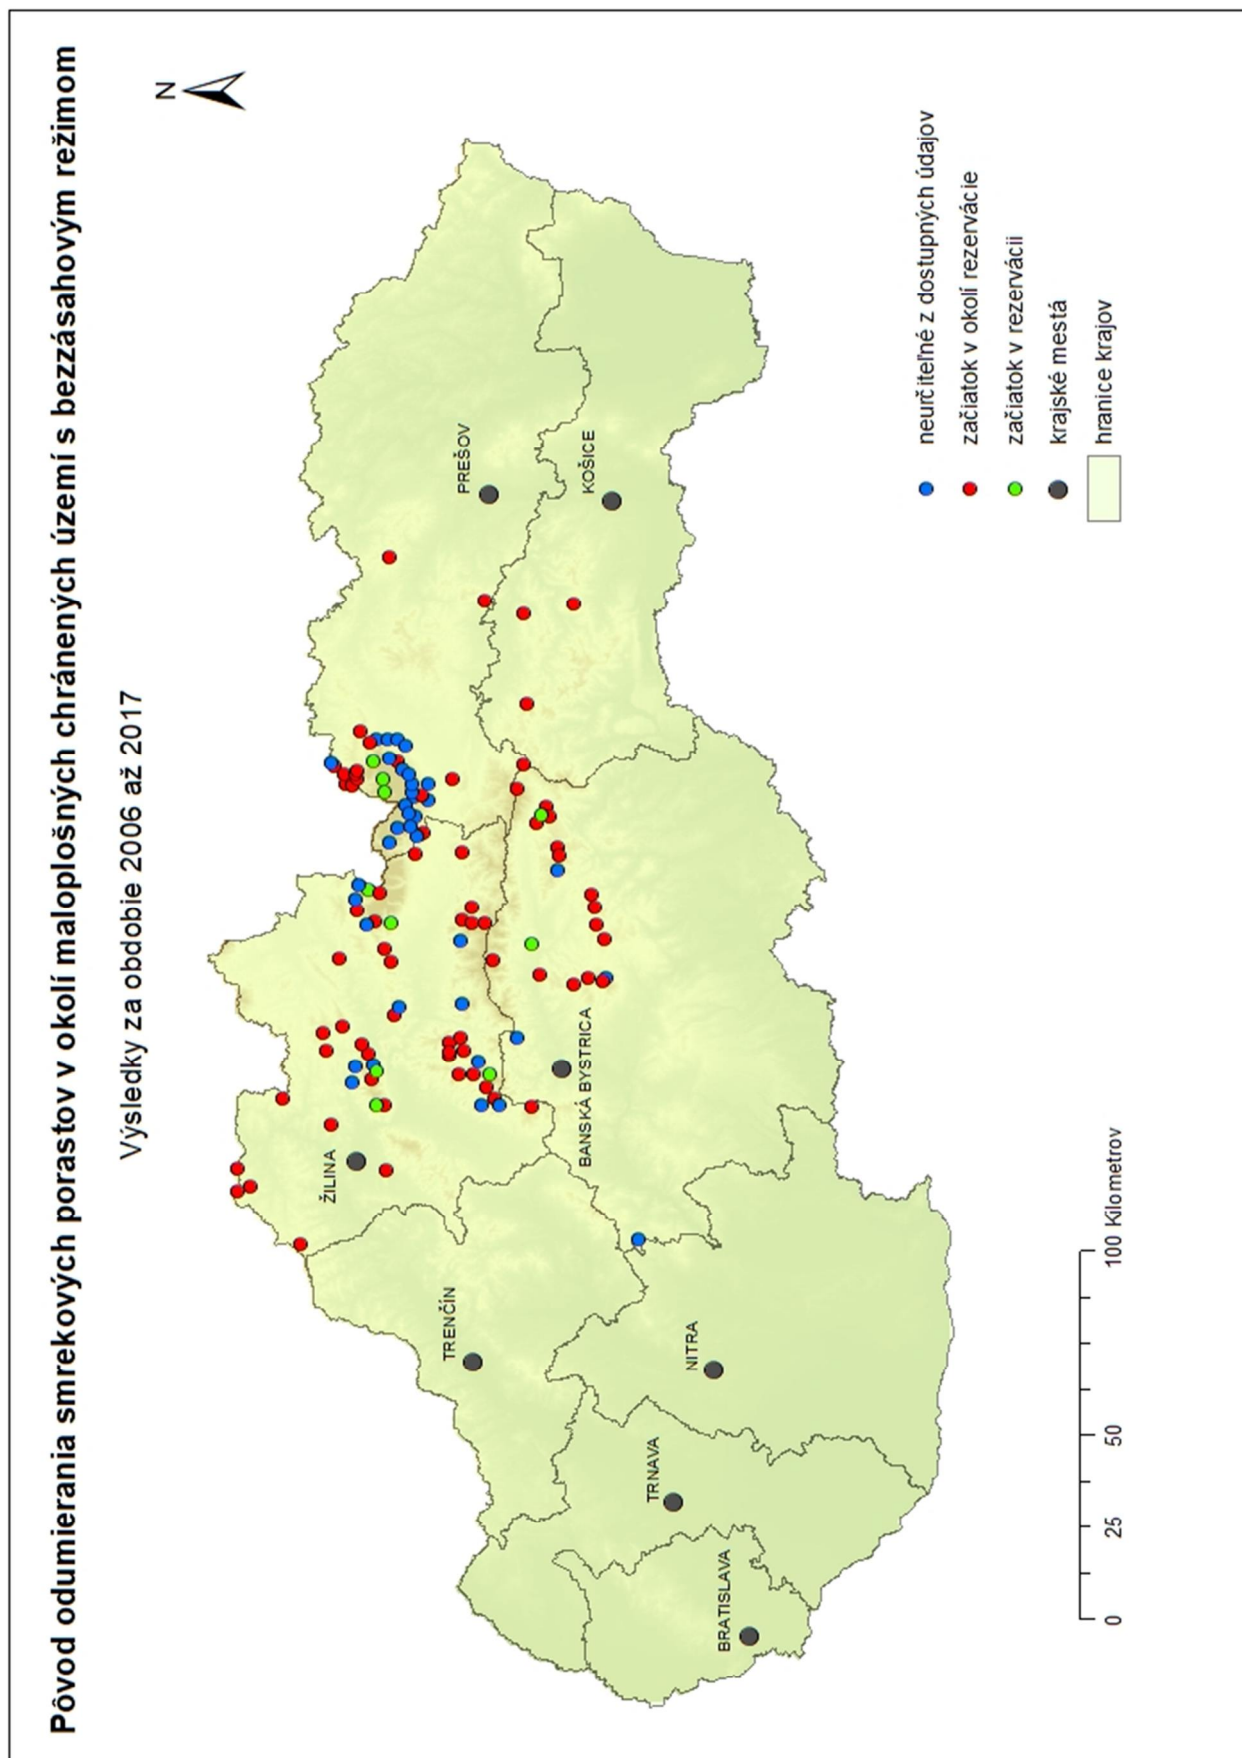 Pôvod odumierania smrekových porastov v okolí maloplošných chránených území s bezzásahovým režimom
Výsledky za obdobie 2006 až 2017
N
ŽILINA
PREŠOV
TRENČÍN
KOŠICE
BANSKÁ BYSTRICA
NITRA
TRNAVA
BRATISLAVA
neurčiteľné z dostupných údajov
začiatok v okolí rezervácie
začiatok v rezervácii
krajské mestá
hranice krajov
0 25 50 100 Kilometrov